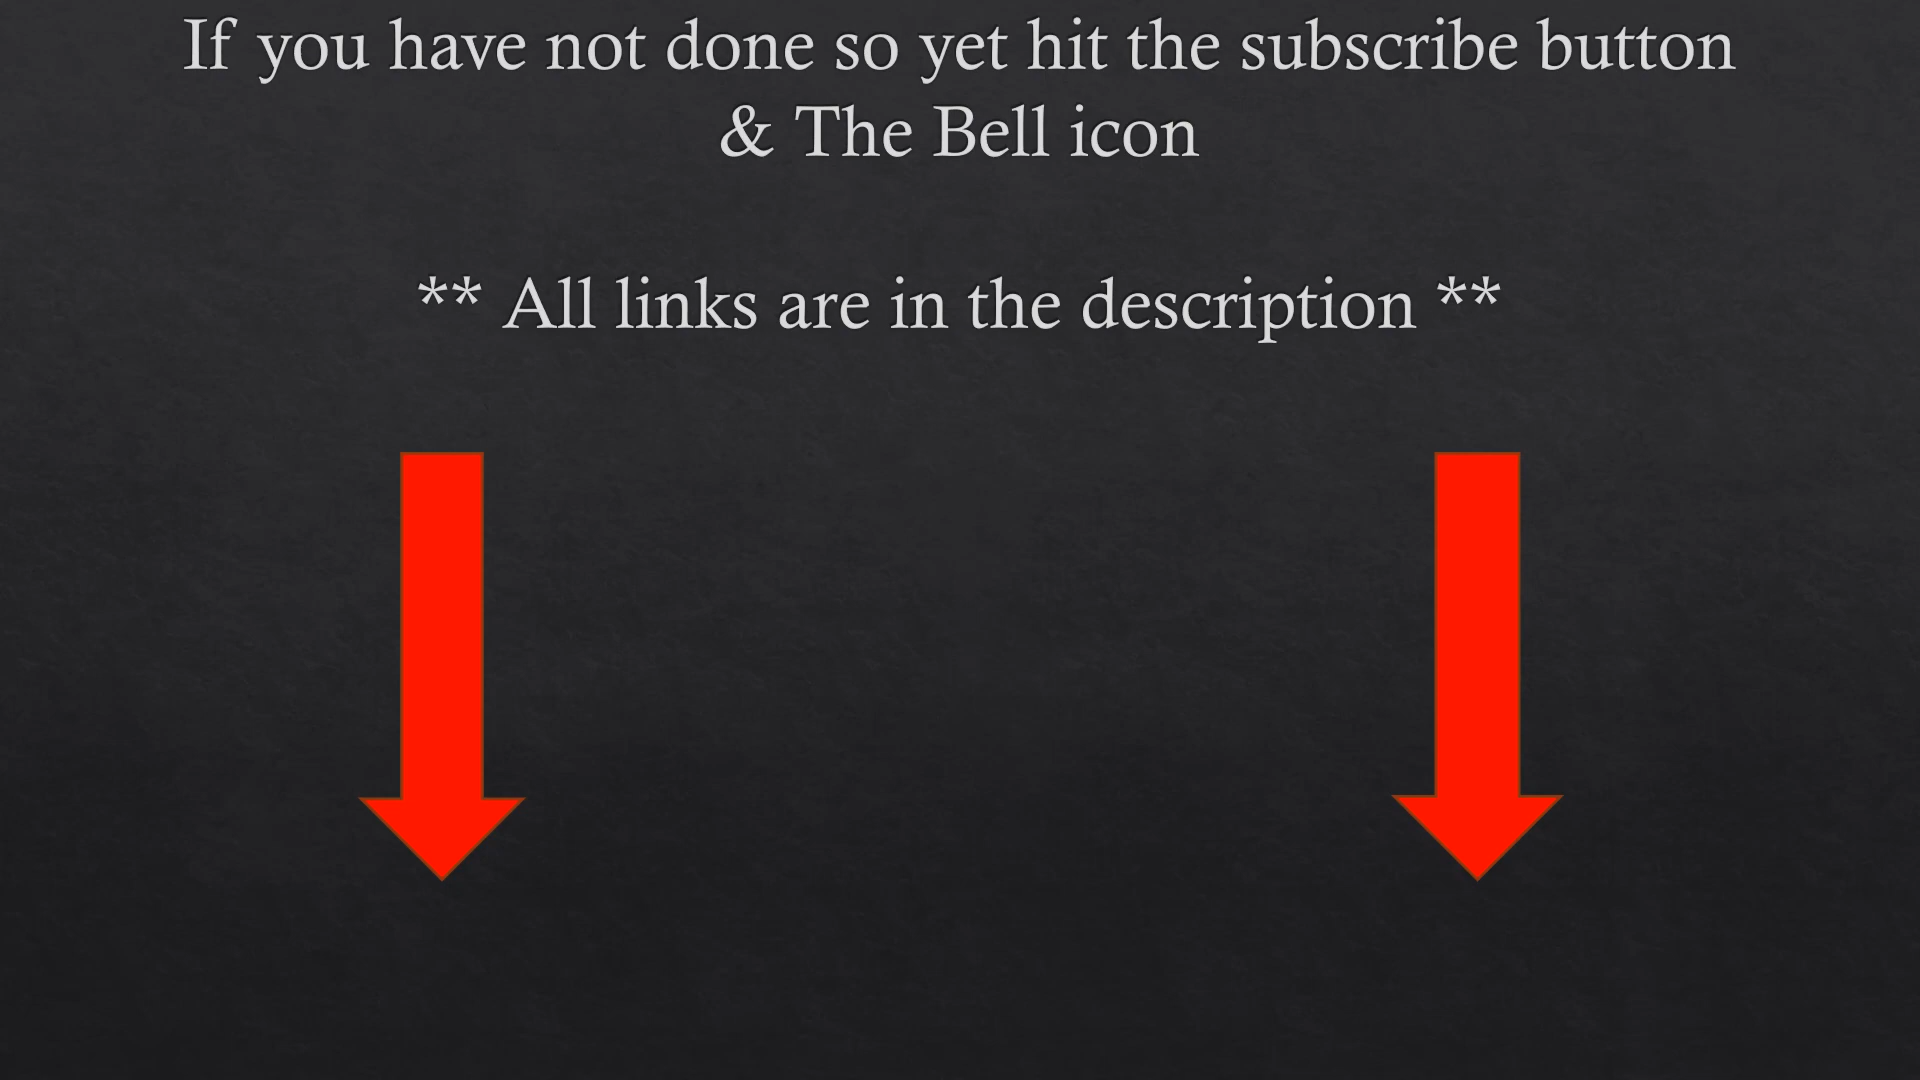 If you have not done so yet hit the subscribe button
& The Bell icon
** All links are in the description **